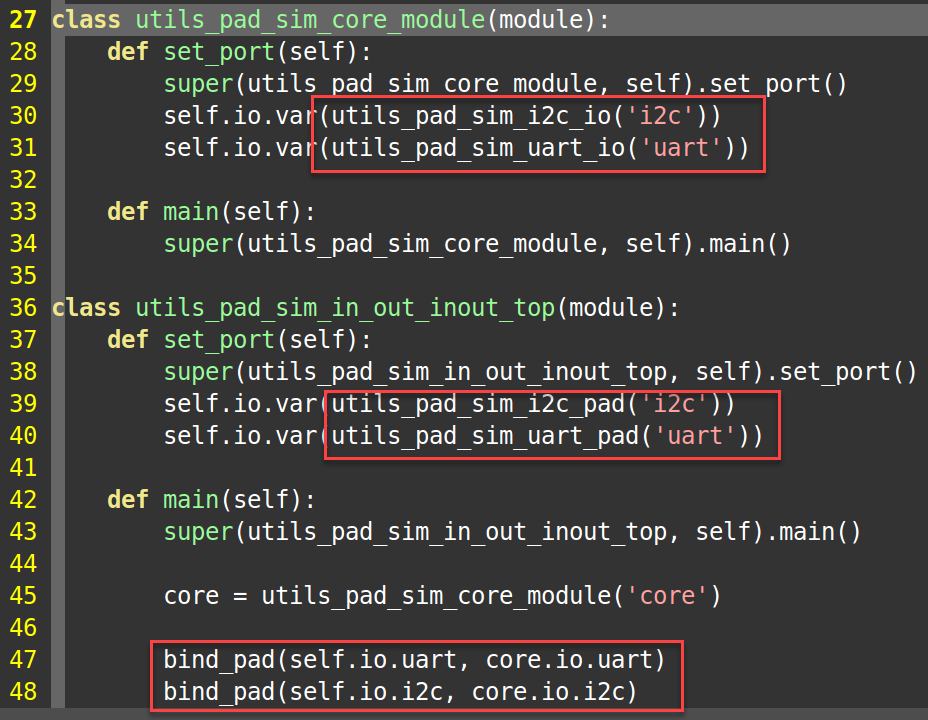 27 class utils_pad_sim_core_module(module):
28     def set_port(self):
29         super(utils_pad_sim_core_module, self).set_port()
30         self.io.var(utils_pad_sim_i2c_io('i2c'))
31         self.io.var(utils_pad_sim_uart_io('uart'))
32
33     def main(self):
34         super(utils_pad_sim_core_module, self).main()
35
36 class utils_pad_sim_in_out_inout_top(module):
37     def set_port(self):
38         super(utils_pad_sim_in_out_inout_top, self).set_port()
39         self.io.var(utils_pad_sim_i2c_pad('i2c'))
40         self.io.var(utils_pad_sim_uart_pad('uart'))
41
42     def main(self):
43         super(utils_pad_sim_in_out_inout_top, self).main()
44
45         core = utils_pad_sim_core_module('core')
46
47         bind_pad(self.io.uart, core.io.uart)
48         bind_pad(self.io.i2c, core.io.i2c)